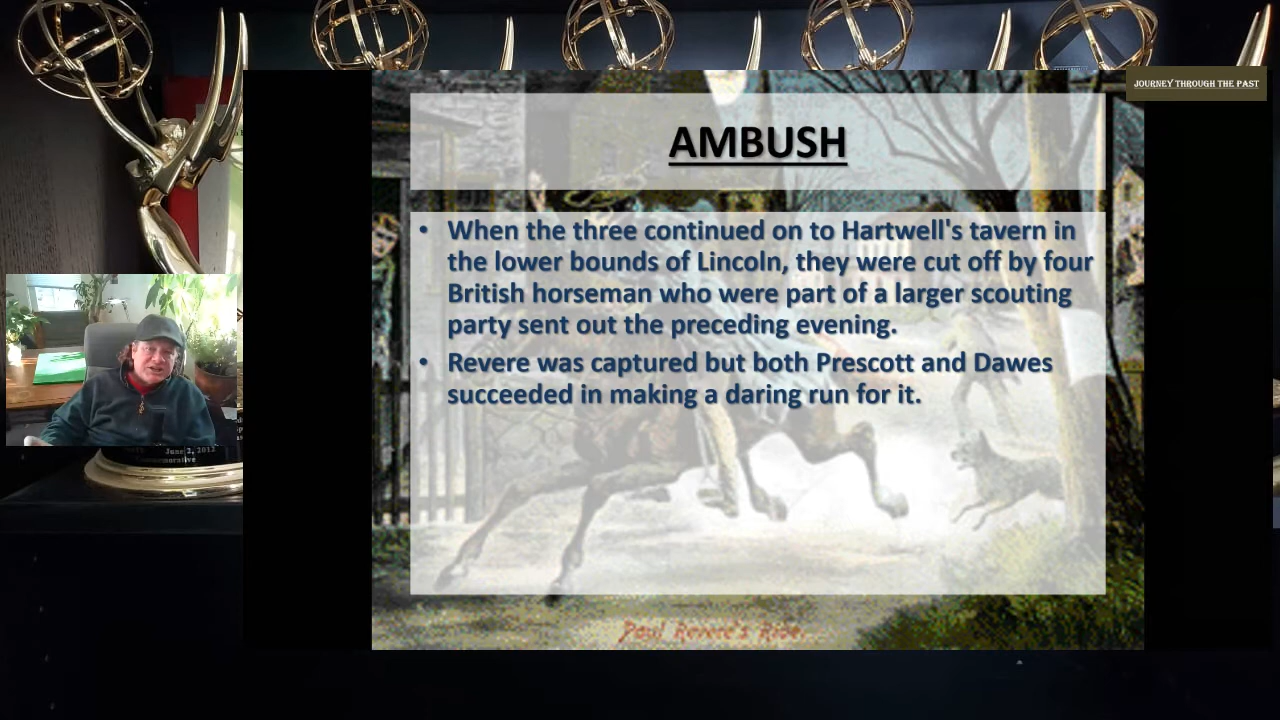 JOURNEY THROUGH THE PAST
AMBUSH
• When the three continued on to Hartwell's tavern in
the lower bounds of Lincoln, they were cut off by four
British horseman who were part of a larger scouting
party sent out the preceding evening.
• Revere was captured but both Prescott and Dawes
succeeded in making a daring run for it.
June 2, 2012
Paul Revere's Ride.